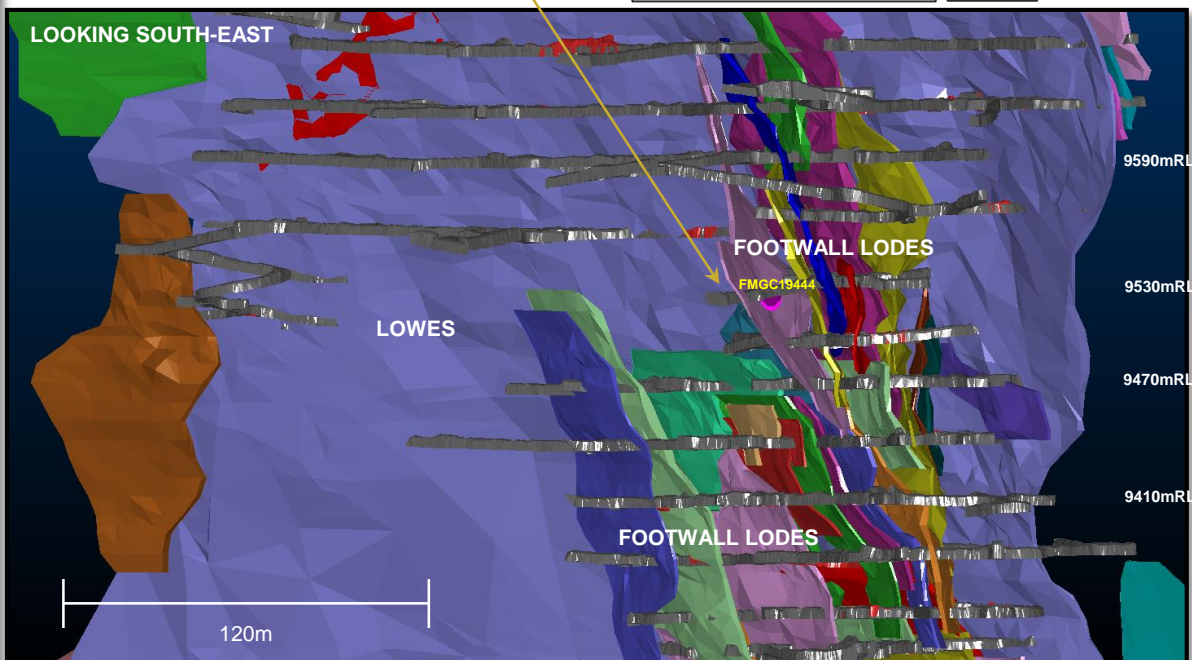 LOOKING SOUTH-EAST
9590mRL
FOOTWALL LODES
FMGC19444
9530mRL
LOWES
9470mRL
9410mRL
FOOTWALL LODES
120m